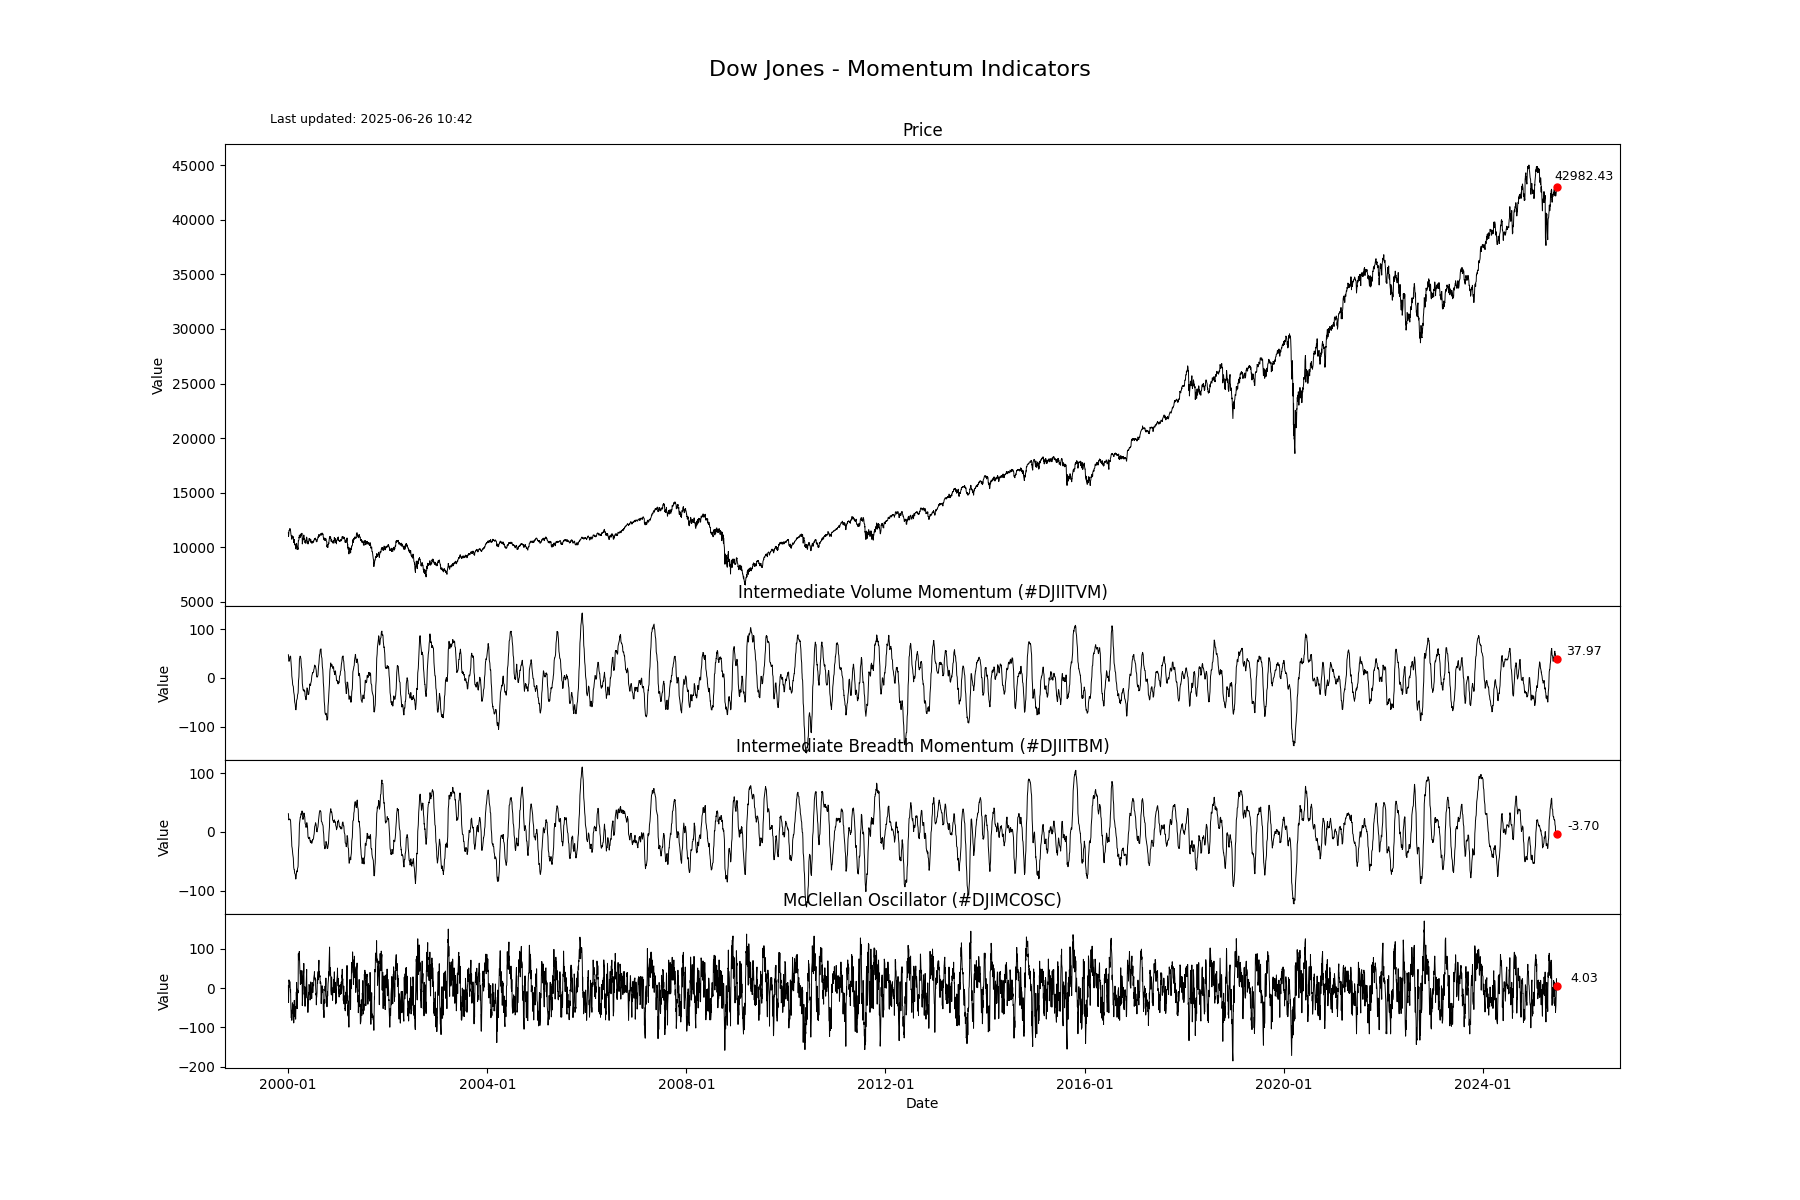 Dow Jones - Momentum Indicators
Last updated: 2025-06-26 10:42
Price
45000
40000
35000
30000
25000
20000
15000
10000
5000
Value
42982.43
Intermediate Volume Momentum (#DJIITVM)
100
0
−100
Value
37.97
Intermediate Breadth Momentum (#DJIITBM)
100
0
−100
Value
-3.70
McClellan Oscillator (#DJIMCOSC)
100
0
−100
−200
Value
4.03
2000-01
2004-01
2008-01
2012-01
2016-01
2020-01
2024-01
Date